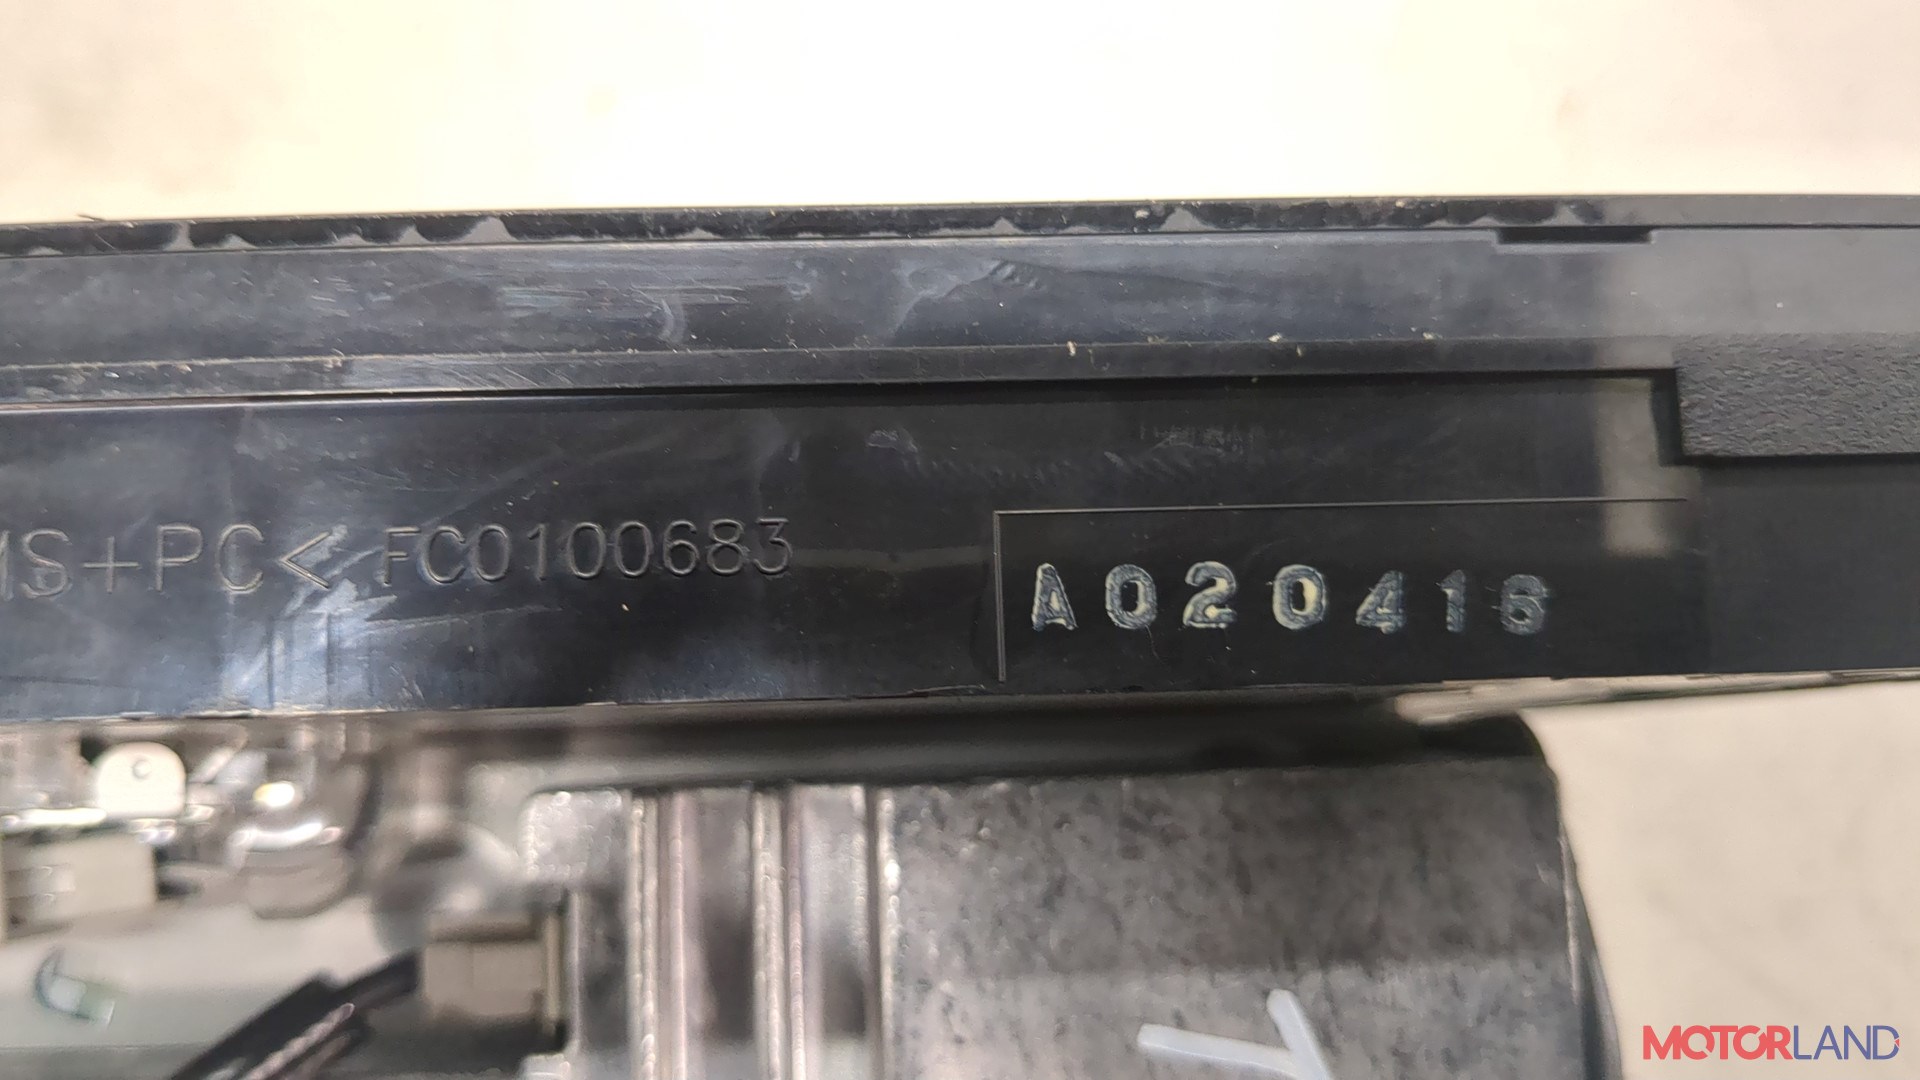 MS+PC< FC0100683
A020416
C
MOTORLAND